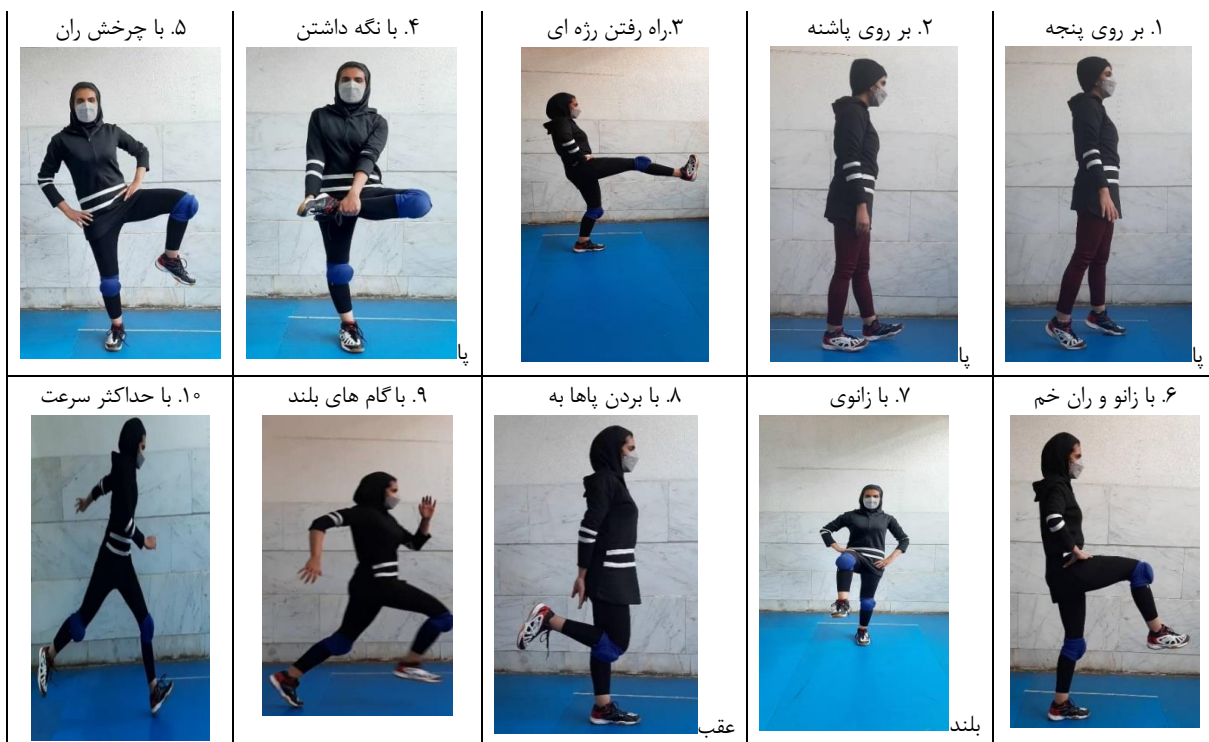 ۱. بر روی پنجه
پا
۲. بر روی پاشنه
پا
۳.راه رفتن رژه ای
۴. با نگه داشتن
پا
۵. با چرخش ران
۶. با زانو و ران خم
۷. با زانوی
بلند
۸. با بردن پاها به
عقب
۹. با گام های بلند
۱۰. با حداکثر سرعت